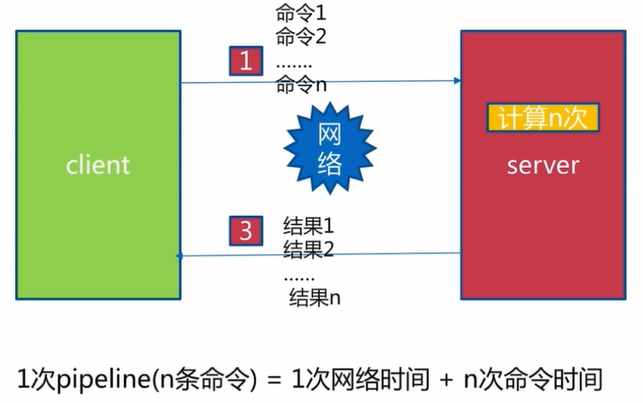 命令1
命令2
.......
命令n
1
网
络
计算n次
client
server
3
结果1
结果2
......
结果n
1次pipeline(n条命令) = 1次网络时间 + n次命令时间